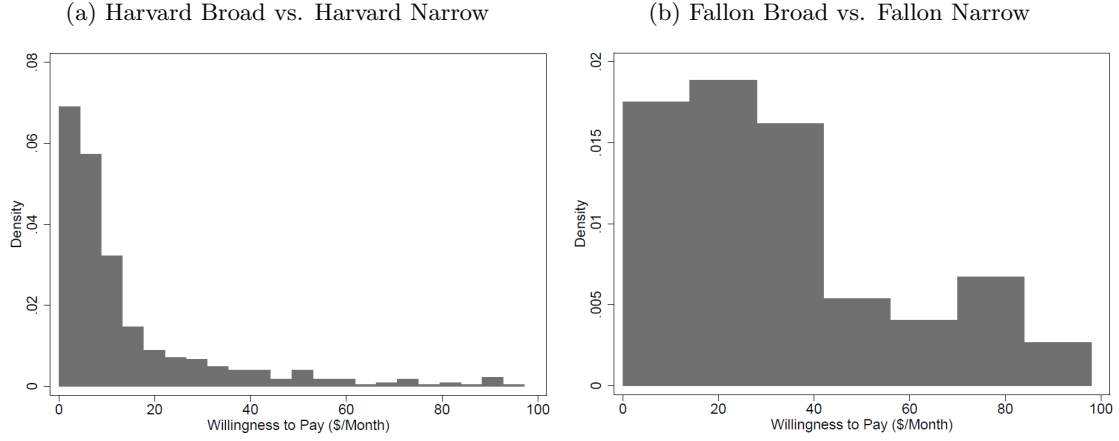 (a) Harvard Broad vs. Harvard Narrow
.08
.06
.04
.02
0
Density
0 20 40 60 80 100
Willingness to Pay ($/Month)
(b) Fallon Broad vs. Fallon Narrow
.02
.015
.01
.005
0
Density
0 20 40 60 80 100
Willingness to Pay ($/Month)